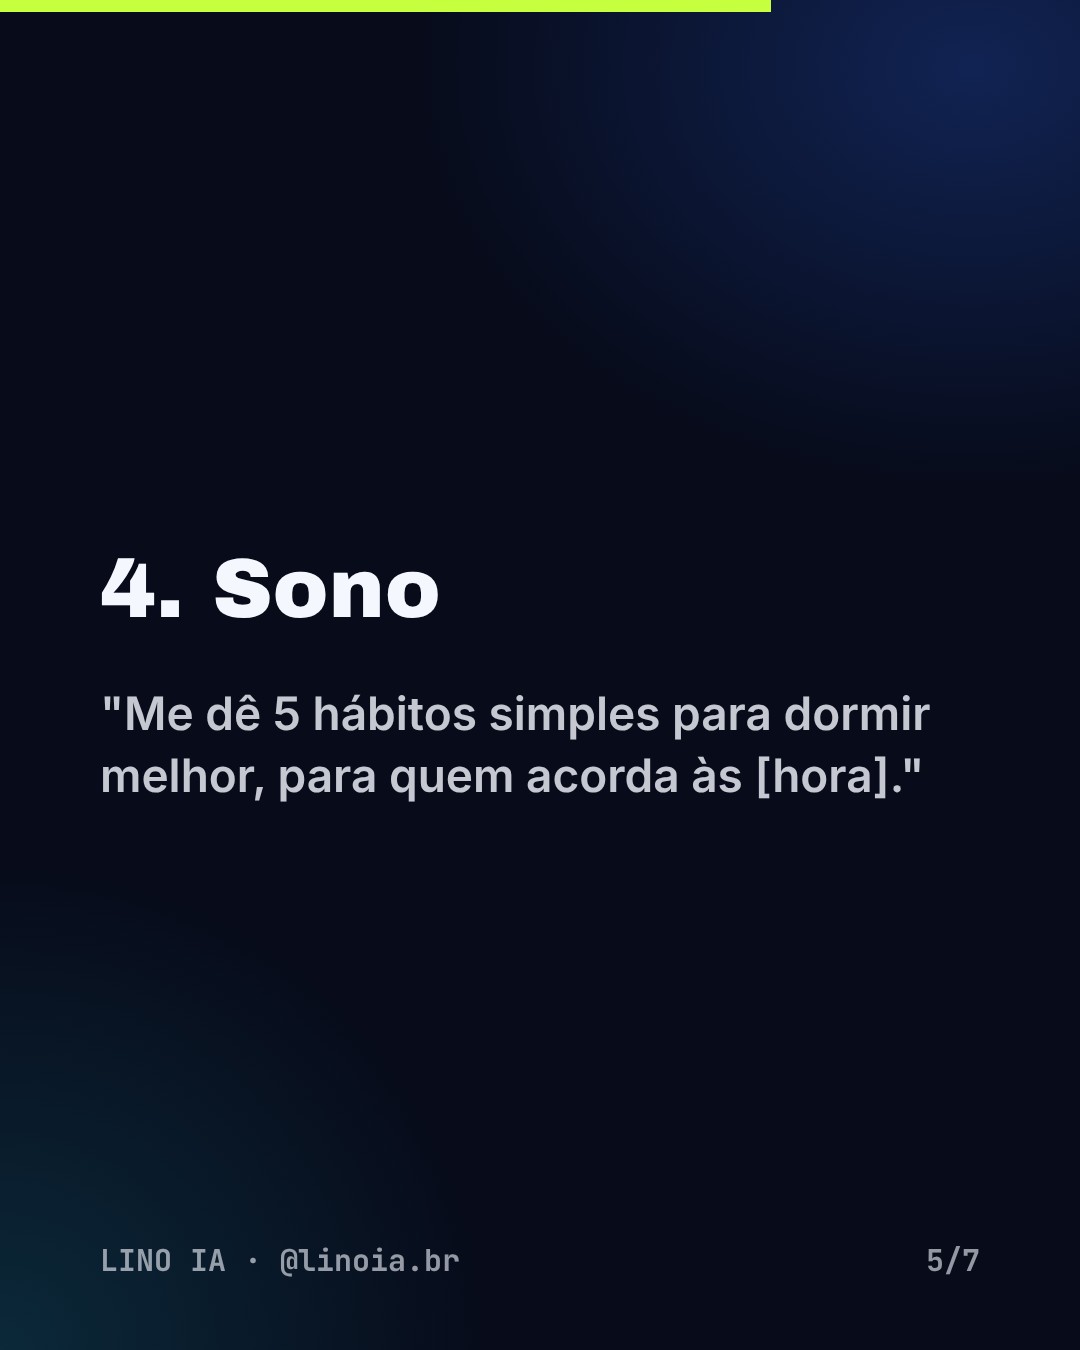 4. Sono
"Me dê 5 hábitos simples para dormir
melhor, para quem acorda às [hora]."
LINO IA · @linoia.br
5/7